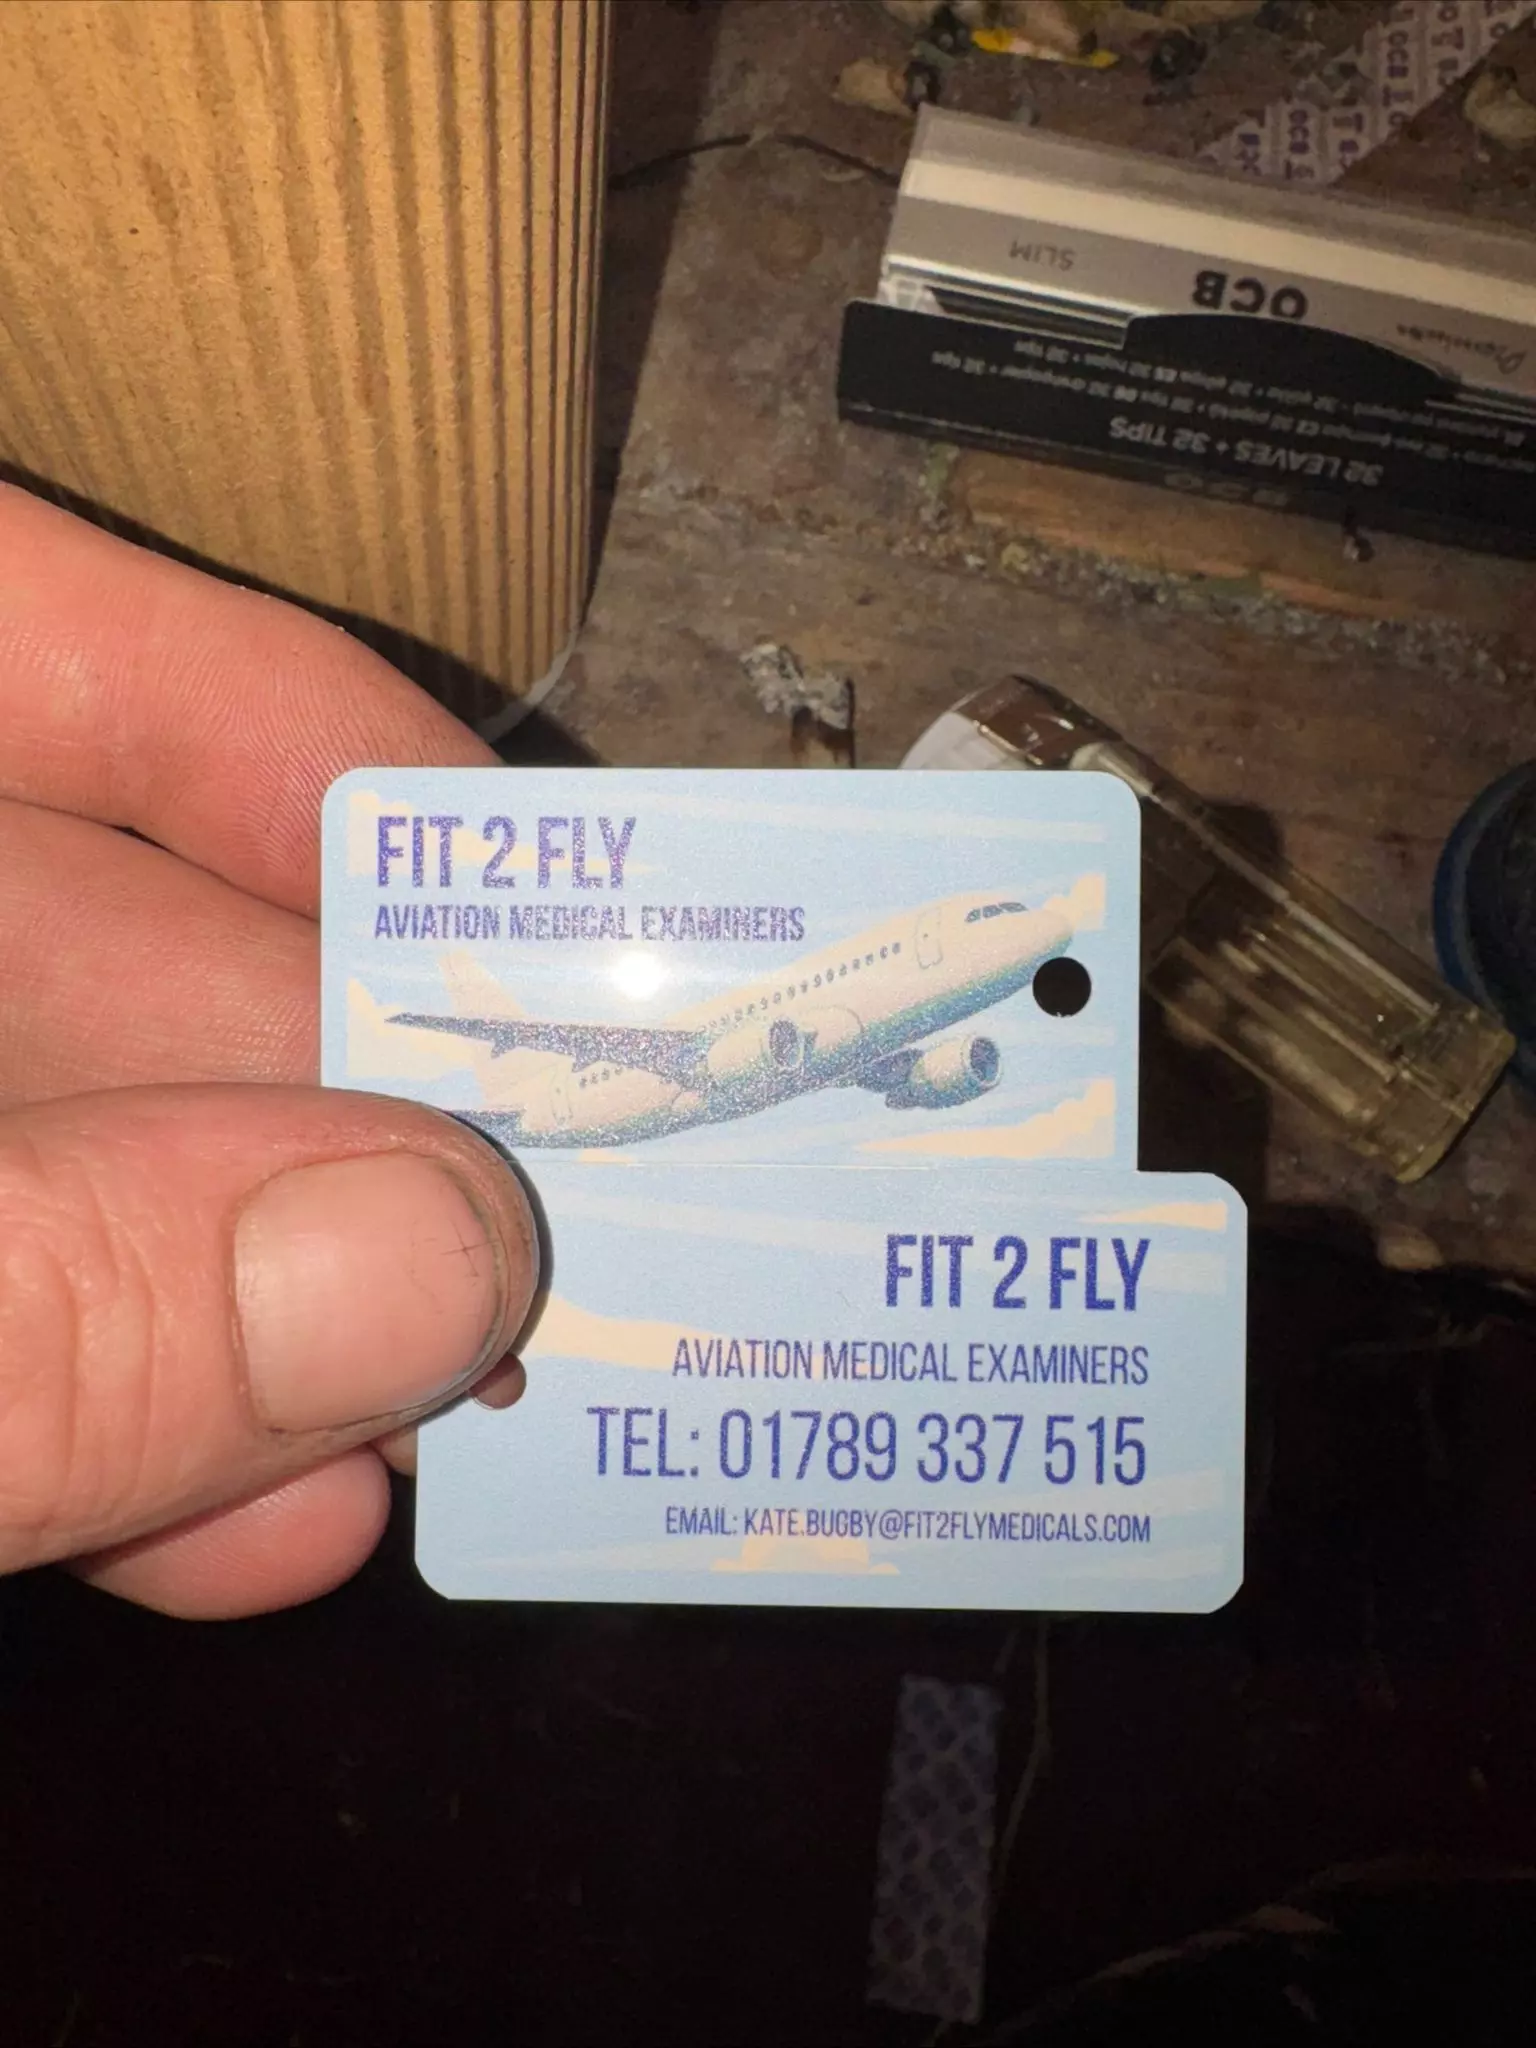 FIT 2 FLY
AVIATION MEDICAL EXAMINERS
FIT 2 FLY
AVIATION MEDICAL EXAMINERS
TEL: 01789 337 515
EMAIL: KATE.BUGBY@FIT2FLYMEDICALS.COM
SLIM
OCB
Premium
32 LEAVES + 32 TIPS